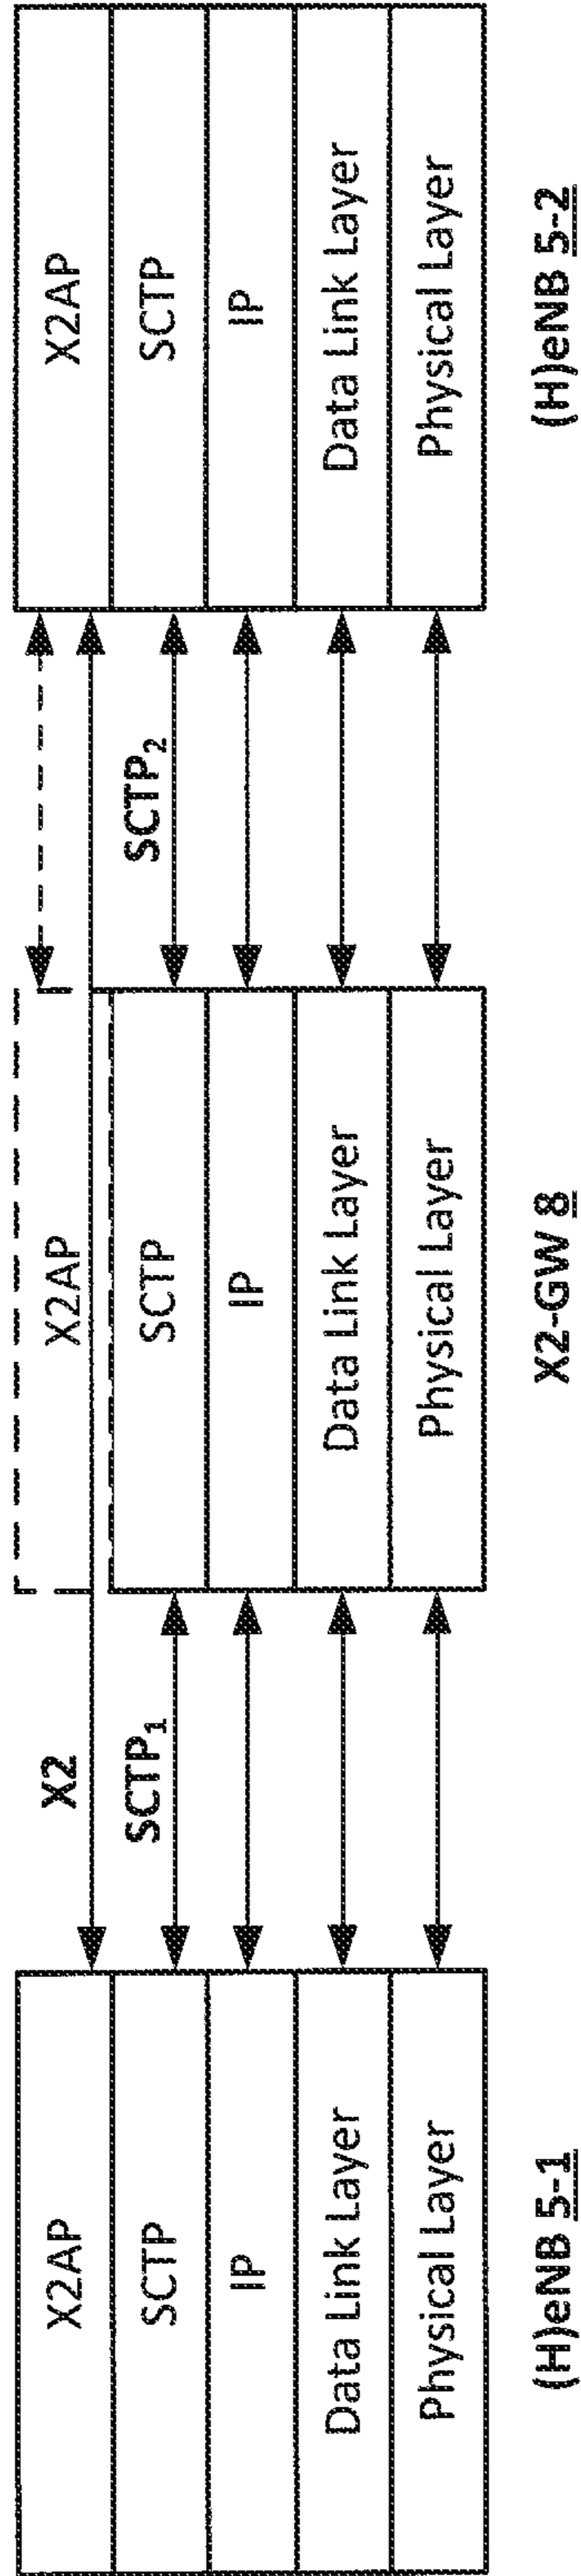 X2AP
SCTP
IP
Data Link Layer
Physical Layer
(H)eNB 5-1
X2
SCTP₁
X2AP
SCTP
IP
Data Link Layer
Physical Layer
X2-GW 8
SCTP₂
X2AP
SCTP
IP
Data Link Layer
Physical Layer
(H)eNB 5-2